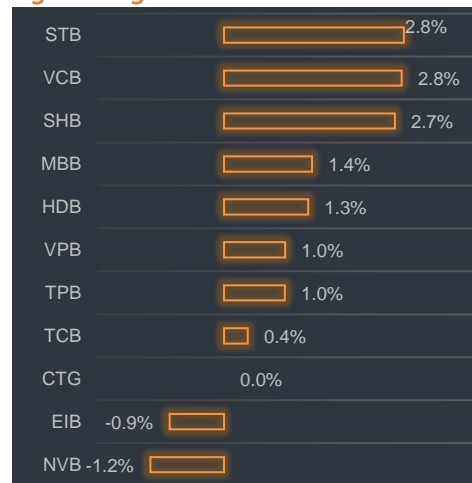 STB 2.8%
VCB 2.8%
SHB 2.7%
MBB 1.4%
HDB 1.3%
VPB 1.0%
TPB 1.0%
TCB 0.4%
CTG 0.0%
EIB -0.9%
NVB -1.2%